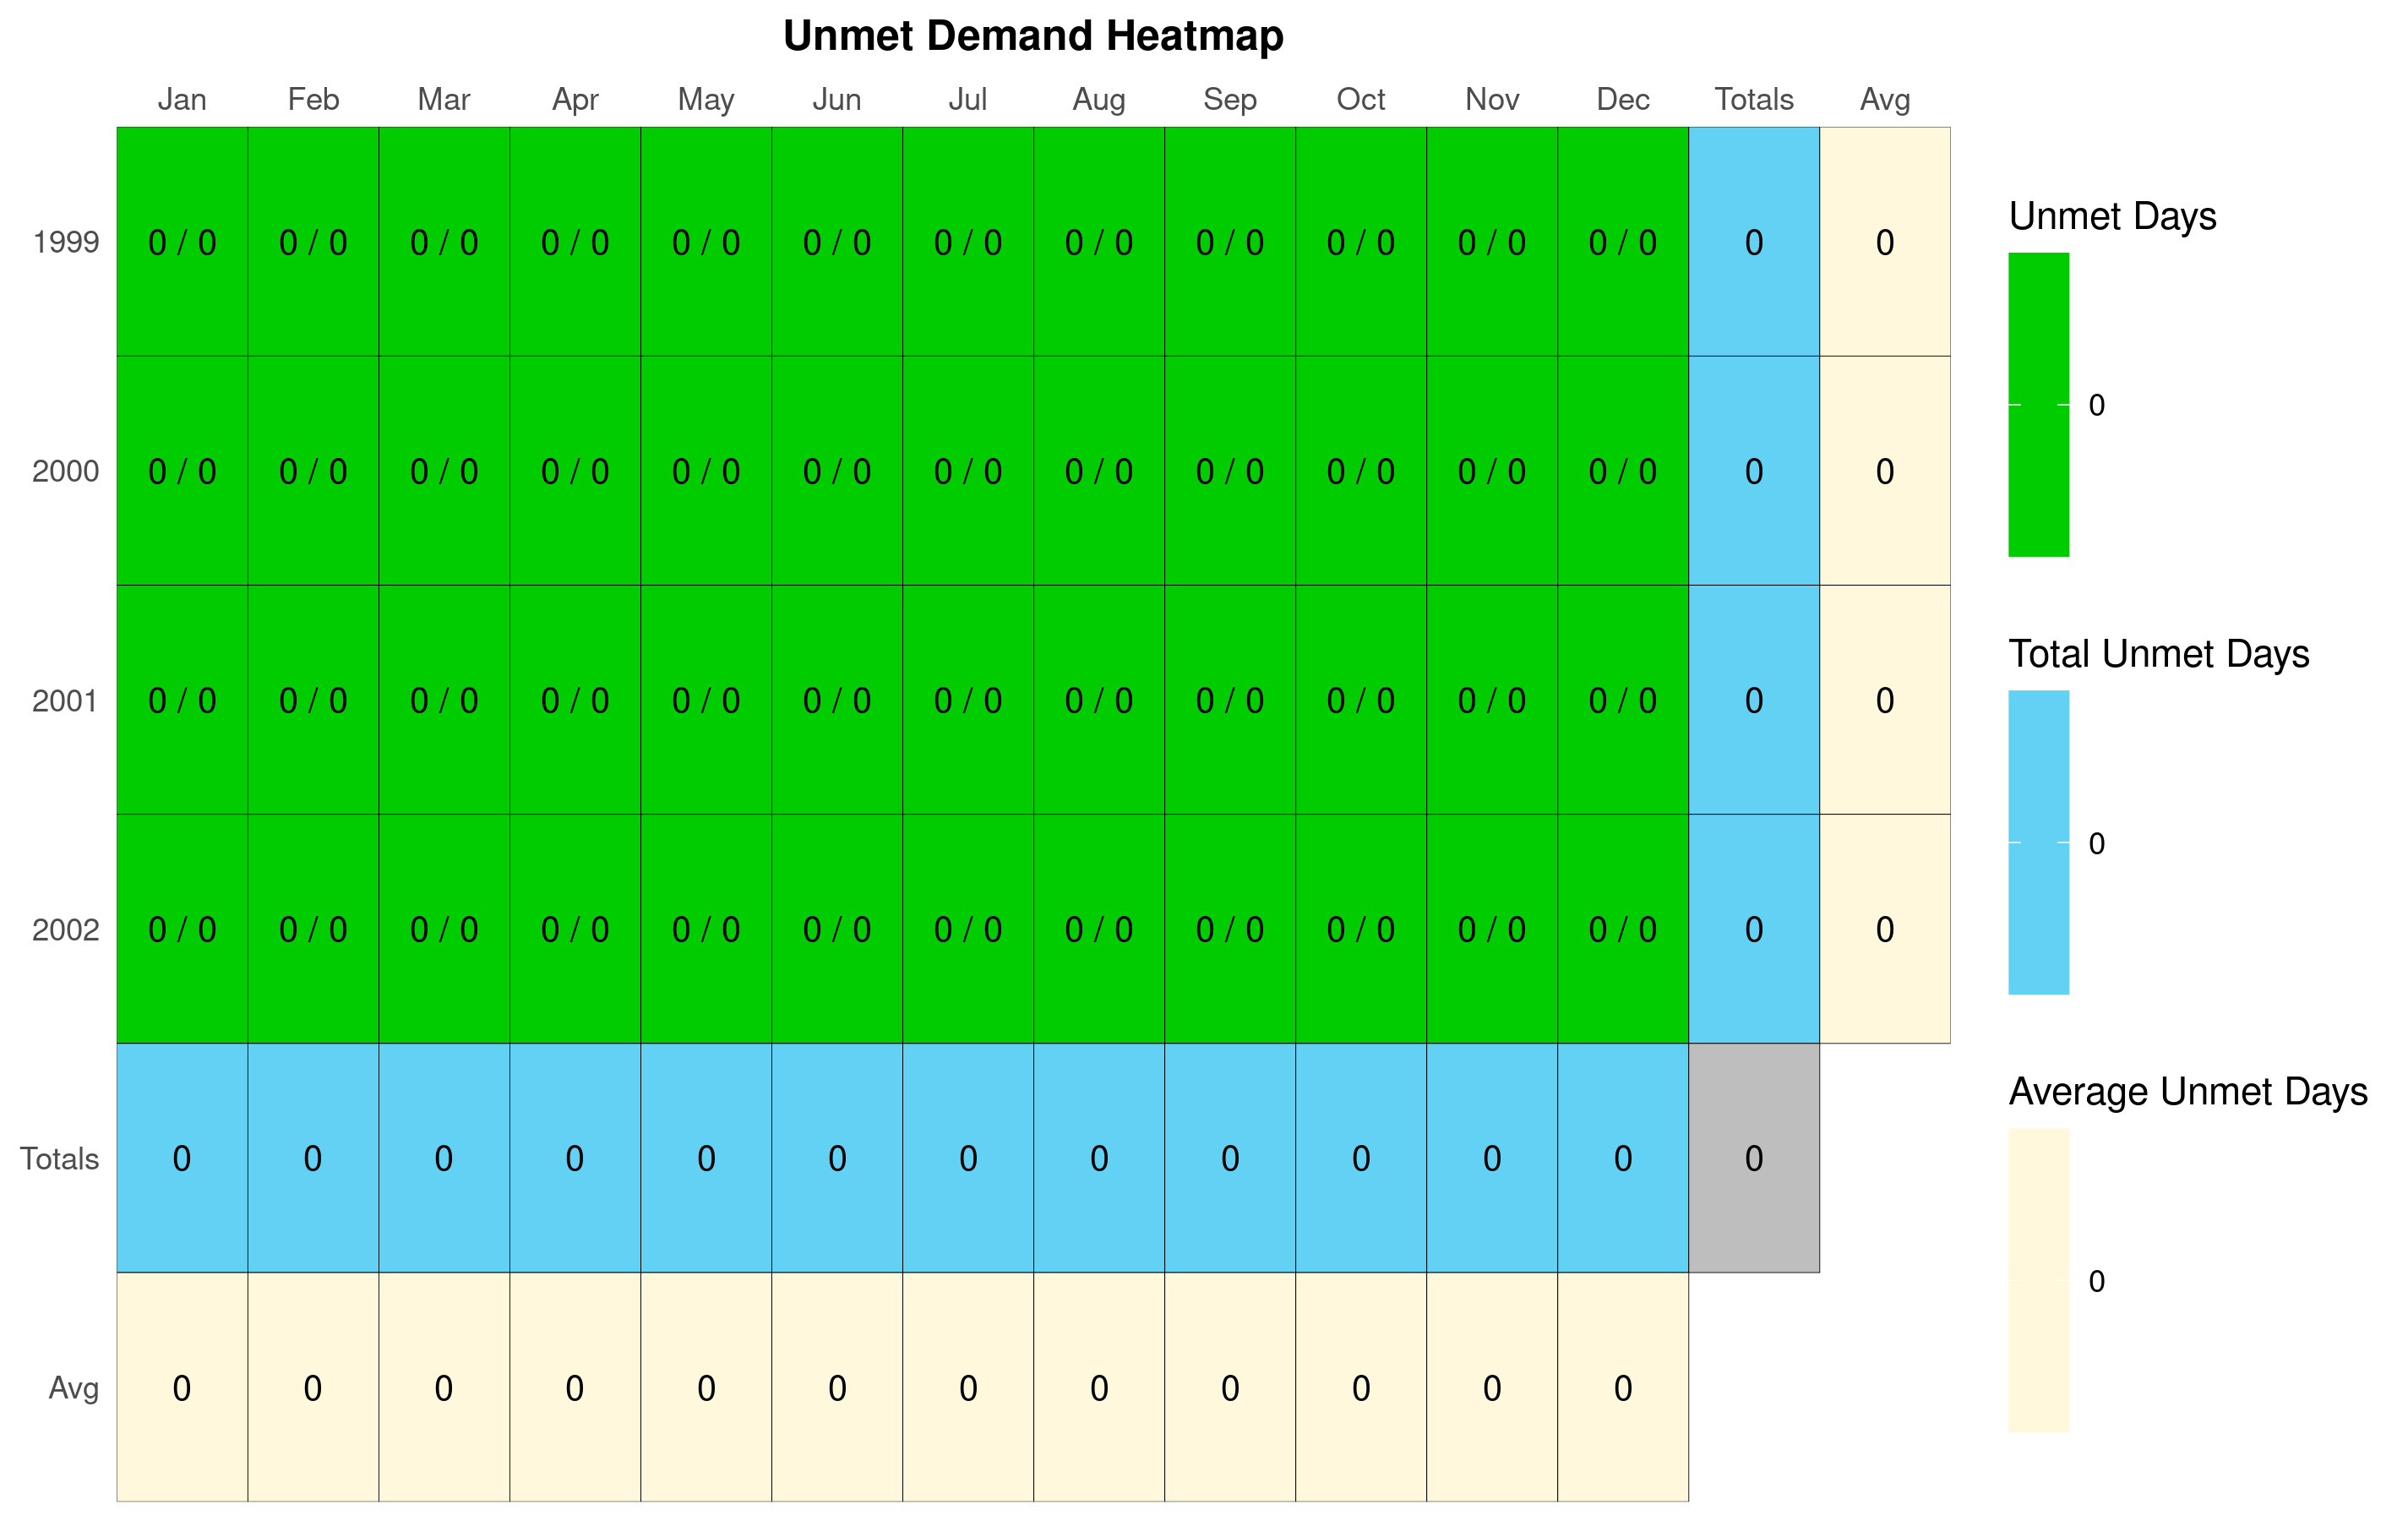 Unmet Demand Heatmap
Jan Feb Mar Apr May Jun Jul Aug Sep Oct Nov Dec Totals Avg
1999 0 / 0 0 / 0 0 / 0 0 / 0 0 / 0 0 / 0 0 / 0 0 / 0 0 / 0 0 / 0 0 / 0 0 / 0 0 0
2000 0 / 0 0 / 0 0 / 0 0 / 0 0 / 0 0 / 0 0 / 0 0 / 0 0 / 0 0 / 0 0 / 0 0 / 0 0 0
2001 0 / 0 0 / 0 0 / 0 0 / 0 0 / 0 0 / 0 0 / 0 0 / 0 0 / 0 0 / 0 0 / 0 0 / 0 0 0
2002 0 / 0 0 / 0 0 / 0 0 / 0 0 / 0 0 / 0 0 / 0 0 / 0 0 / 0 0 / 0 0 / 0 0 / 0 0 0
Totals 0 0 0 0 0 0 0 0 0 0 0 0 0
Avg 0 0 0 0 0 0 0 0 0 0 0 0
Unmet Days
0
Total Unmet Days
0
Average Unmet Days
0